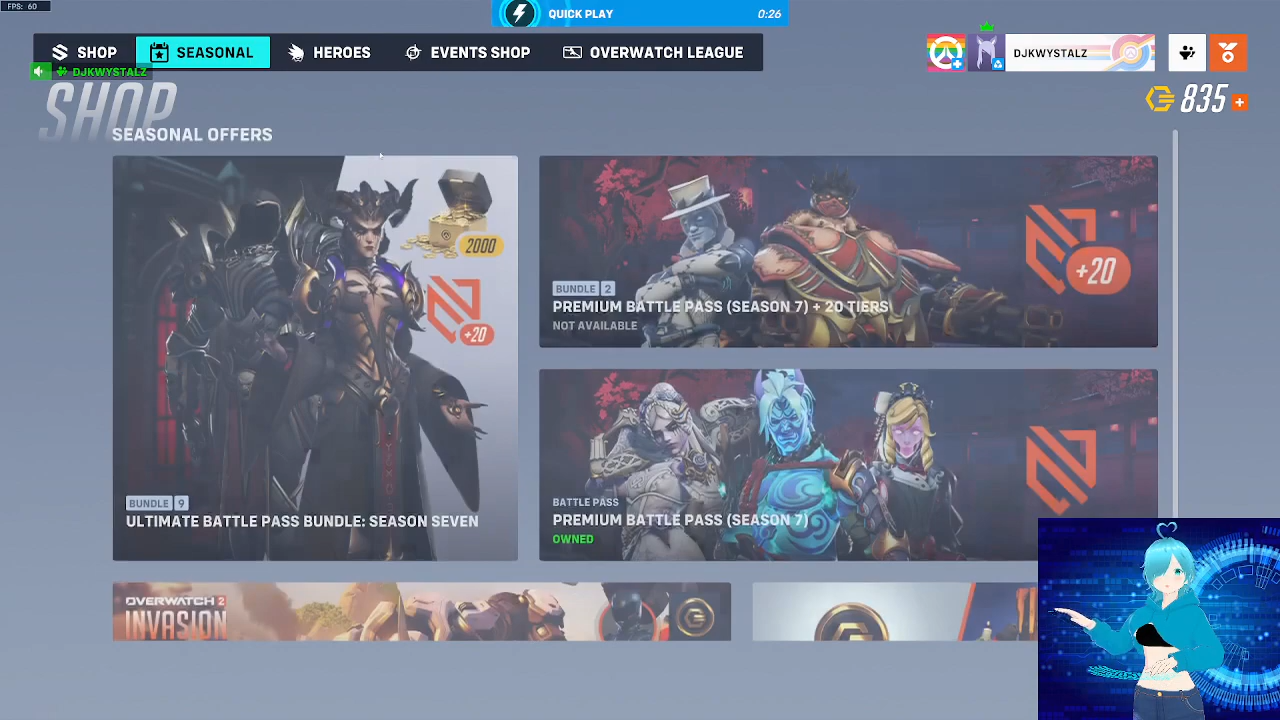 FPS: 60
QUICK PLAY
0:26
SHOP
SEASONAL
HEROES
EVENTS SHOP
OVERWATCH LEAGUE
DJKWYSTALZ
DJKWYSTALZ
835
SHOP
SEASONAL OFFERS
2000
+20
BUNDLE 9
ULTIMATE BATTLE PASS BUNDLE: SEASON SEVEN
+20
BUNDLE 2
PREMIUM BATTLE PASS (SEASON 7) + 20 TIERS
NOT AVAILABLE
BATTLE PASS
PREMIUM BATTLE PASS (SEASON 7)
OWNED
OVERWATCH 2
INVASION